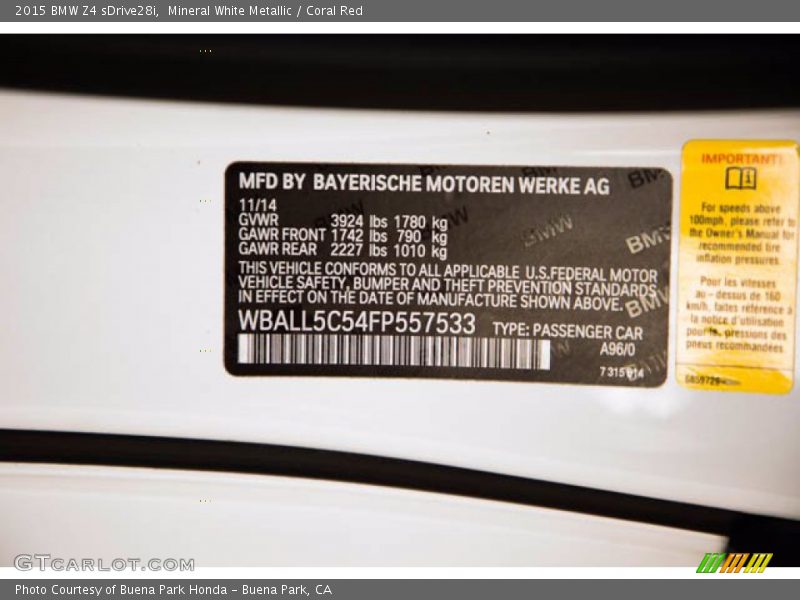 2015 BMW Z4 sDrive28i, Mineral White Metallic / Coral Red
MFD BY BAYERISCHE MOTOREN WERKE AG
11/14
GVWR 3924 lbs 1780 kg
GAWR FRONT 1742 lbs 790 kg
GAWR REAR 2227 lbs 1010 kg
THIS VEHICLE CONFORMS TO ALL APPLICABLE U.S.FEDERAL MOTOR
VEHICLE SAFETY, BUMPER AND THEFT PREVENTION STANDARDS
IN EFFECT ON THE DATE OF MANUFACTURE SHOWN ABOVE.
WBALL5C54FP557533 TYPE: PASSENGER CAR
A96/0
BMW
BMW
BMW
BMW
IMPORTANT!
For speeds above
100mph, please refer to
the Owner's Manual for
recommended tire
inflation pressures
Pour les vitesses
au-dessus de 160
km/h, faites référence à
la notice d'utilisation
pour les pressions des
pneus recommandées
GTCARLOT.COM
Photo Courtesy of Buena Park Honda - Buena Park, CA